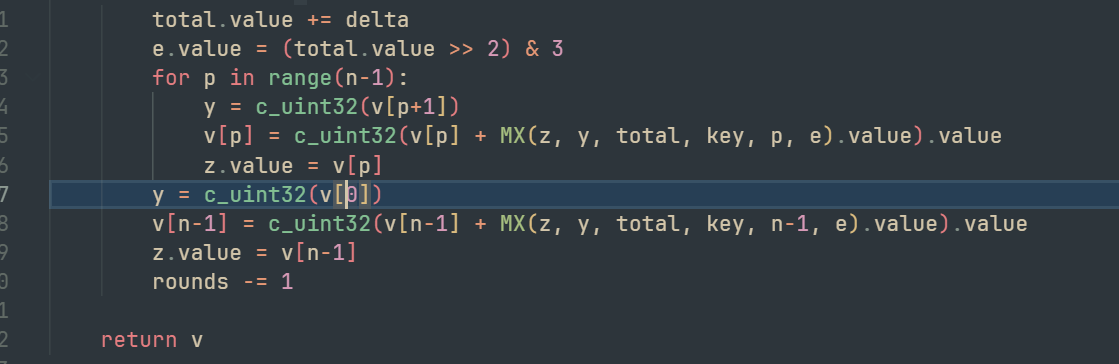 1 total.value += delta
2 e.value = (total.value >> 2) & 3
3 for p in range(n-1):
4 y = c_uint32(v[p+1])
5 v[p] = c_uint32(v[p] + MX(z, y, total, key, p, e).value).value
6 z.value = v[p]
7 y = c_uint32(v[0])
8 v[n-1] = c_uint32(v[n-1] + MX(z, y, total, key, n-1, e).value).value
9 z.value = v[n-1]
0 rounds -= 1
1
2 return v